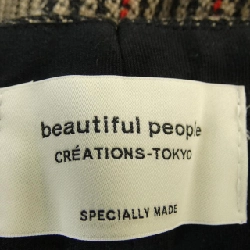 beautiful people
CRÉATIONS-TOKYO
SPECIALLY MADE